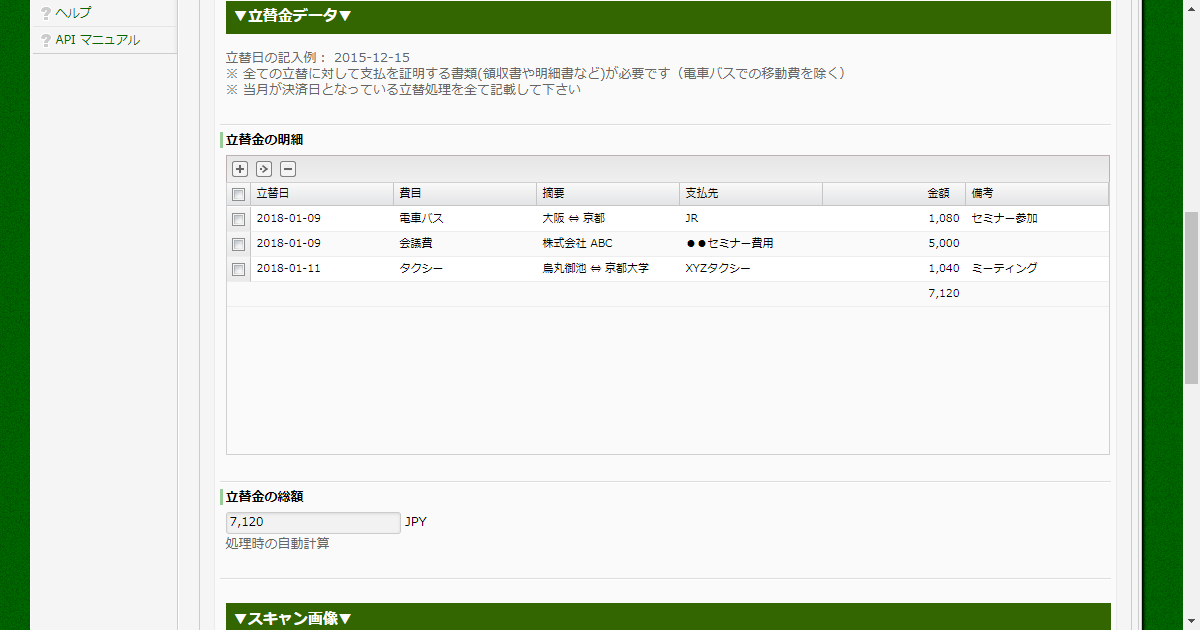 ヘルプ
API マニュアル
▼立替金データ▼
立替日の記入例： 2015-12-15
※ 全ての立替に対して支払を証明する書類(領収書や明細書など)が必要です（電車バスでの移動費を除く）
※ 当月が決済日となっている立替処理を全て記載して下さい
立替金の明細
立替日 費目 摘要 支払先 金額 備考
2018-01-09 電車バス 大阪 ⇔ 京都 JR 1,080 セミナー参加
2018-01-09 会議費 株式会社 ABC ●●セミナー費用 5,000
2018-01-11 タクシー 烏丸御池 ⇔ 京都大学 XYZタクシー 1,040 ミーティング
7,120
立替金の総額
7,120 JPY
処理時の自動計算
▼スキャン画像▼